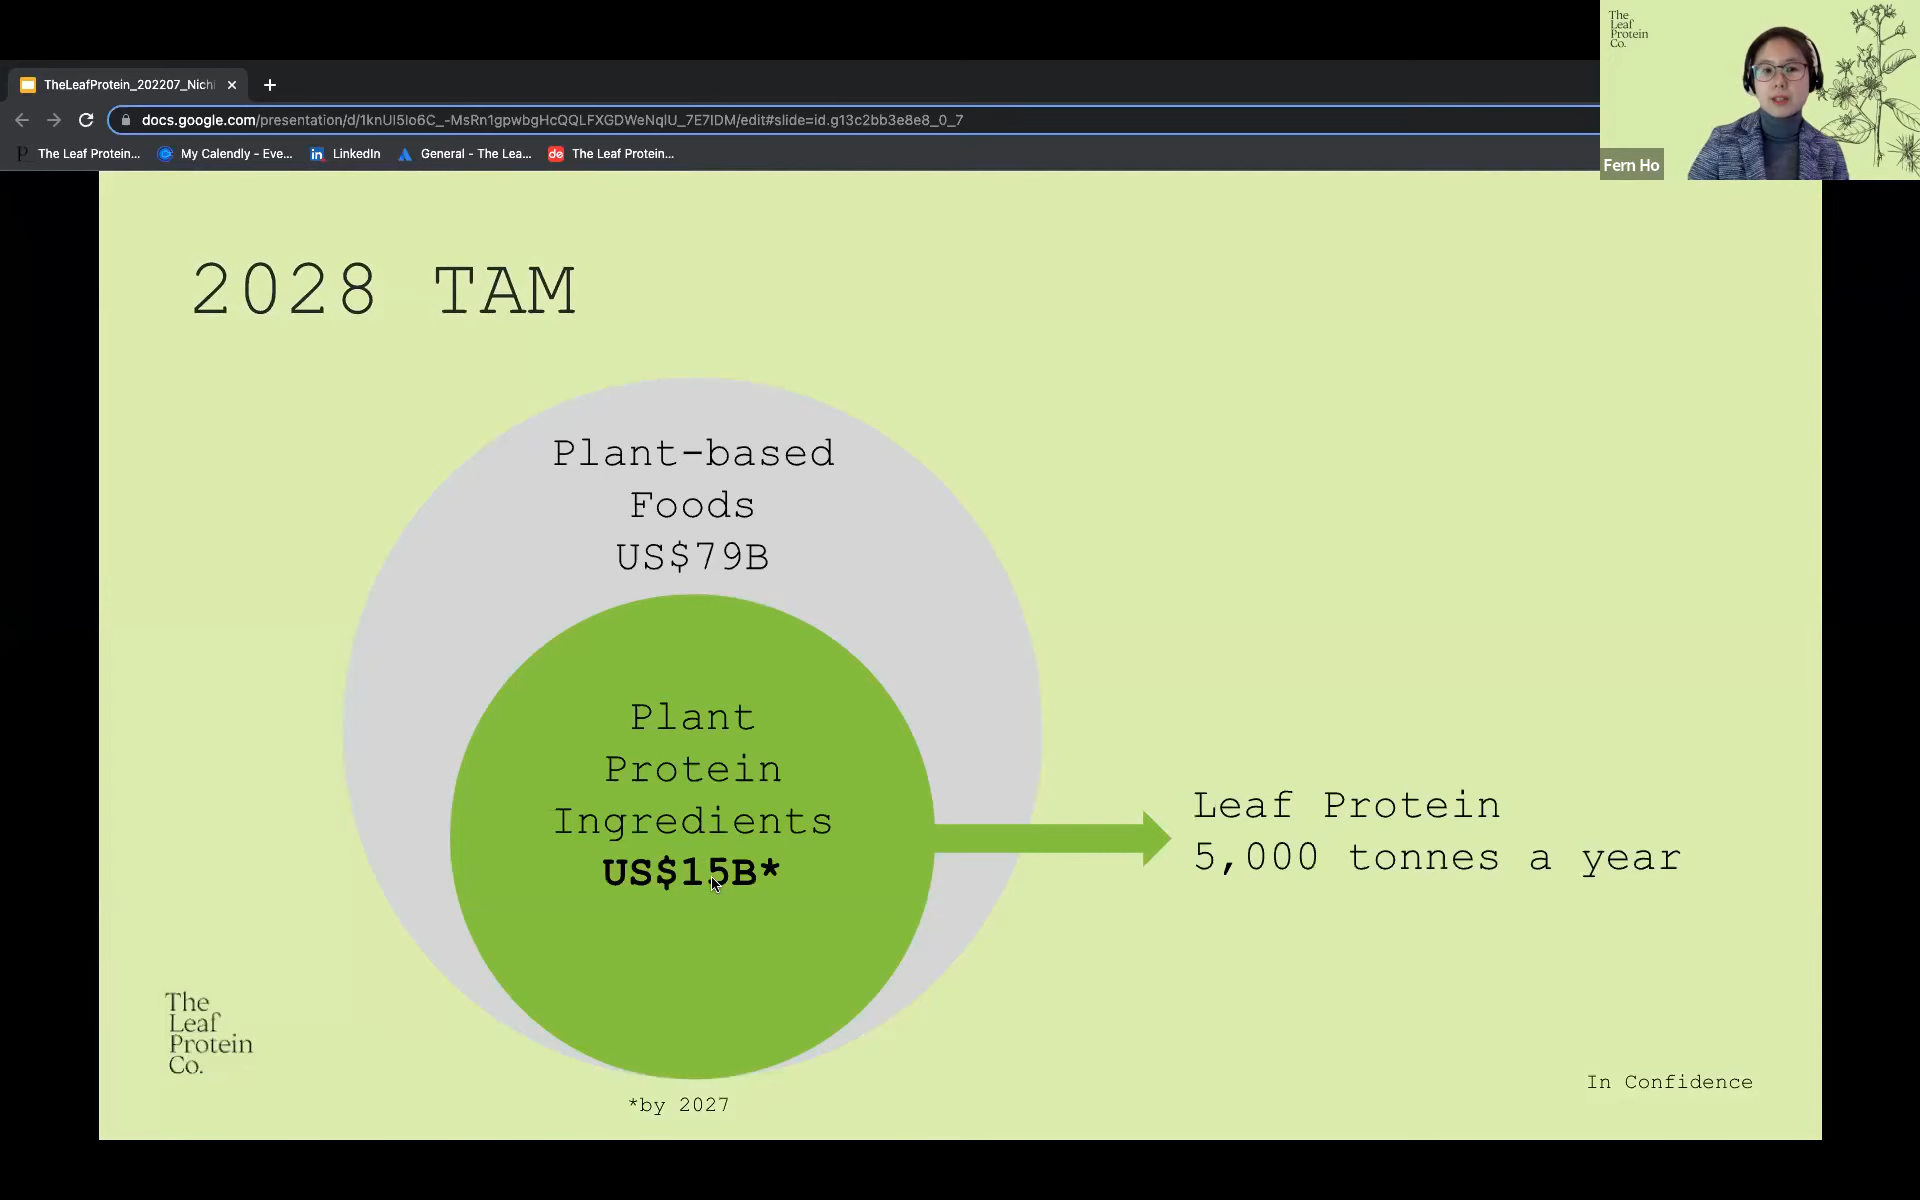 The
Leaf
Protein
Co.
TheLeafProtein_202207_Nich
docs.google.com/presentation/d/1knUI5Io6C_-MsRn1gpwbgHcQQLFXGDWeNqlU_7E7IDM/edit#slide=id.g13c2bb3e8e8_0_7
The Leaf Protein...
My Calendly - Eve...
LinkedIn
General - The Lea...
The Leaf Protein...
Fern Ho
2028 TAM
Plant-based
Foods
US$79B
Plant
Protein
Ingredients
US$15B*
Leaf Protein
5,000 tonnes a year
The
Leaf
Protein
Co.
In Confidence
*by 2027